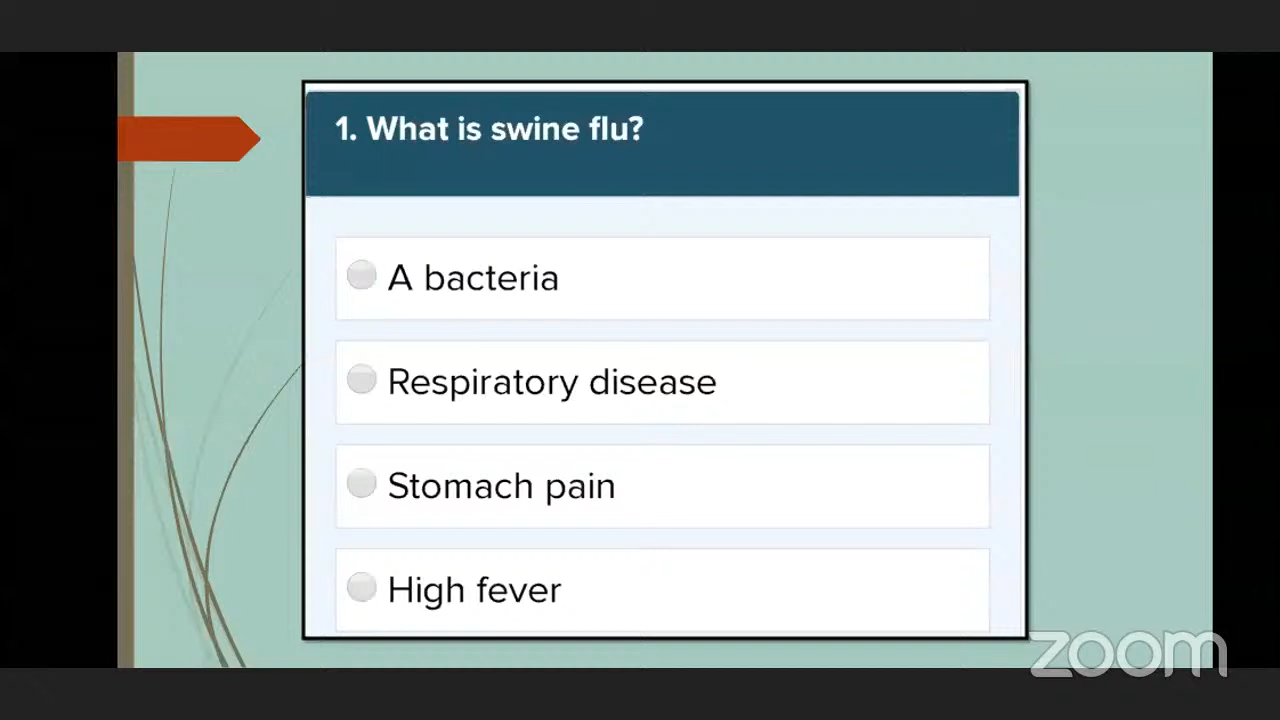 1. What is swine flu?
A bacteria
Respiratory disease
Stomach pain
High fever
zoom